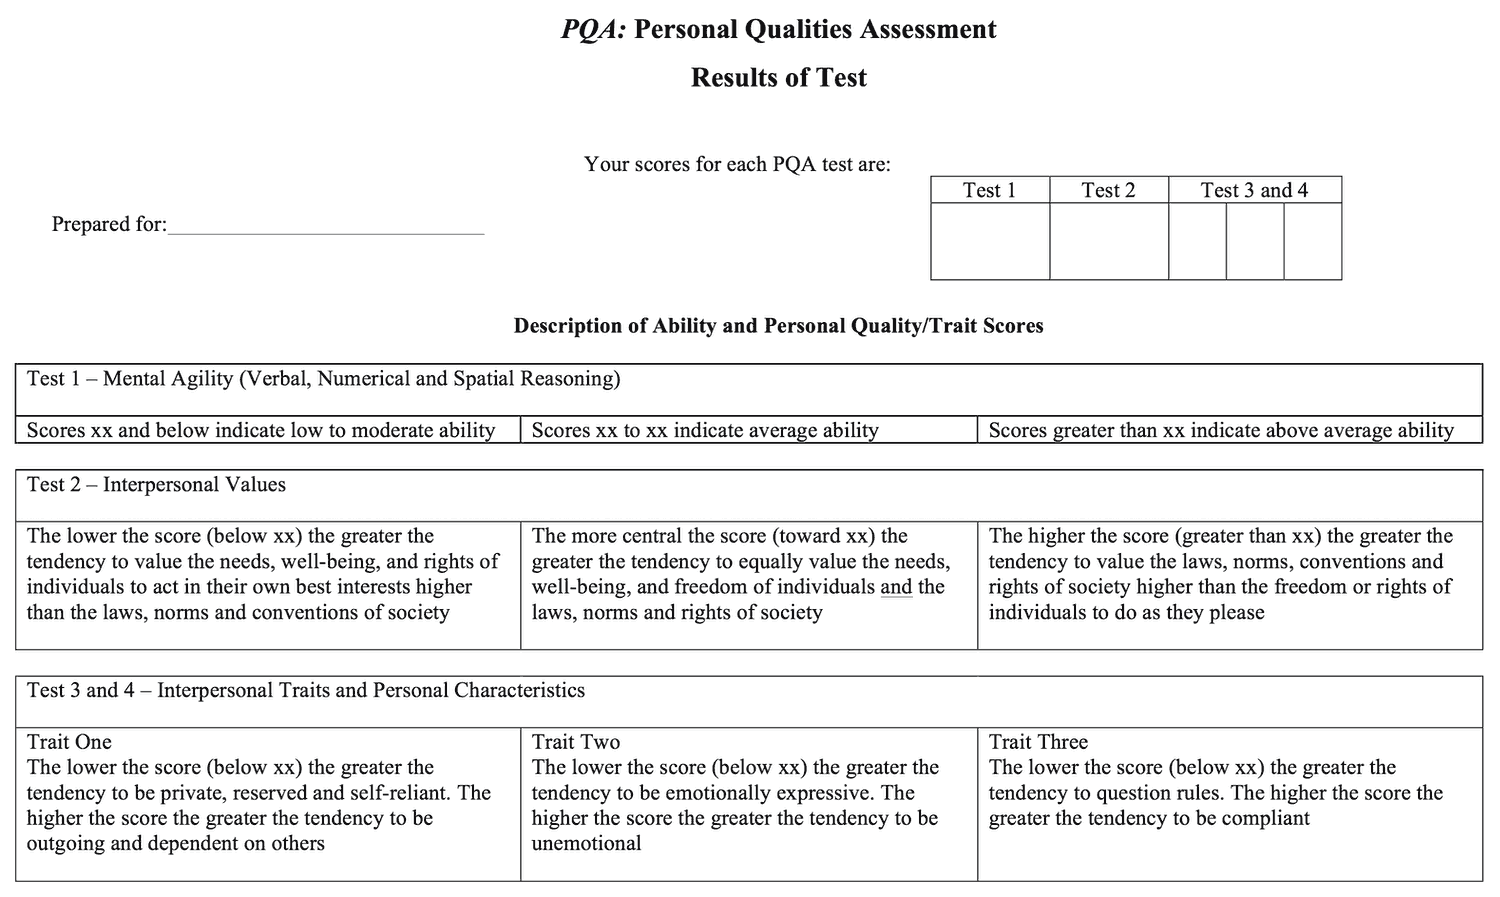 PQA: Personal Qualities Assessment
Results of Test
Your scores for each PQA test are:
Test 1 Test 2 Test 3 and 4
Prepared for:
Description of Ability and Personal Quality/Trait Scores
Test 1 – Mental Agility (Verbal, Numerical and Spatial Reasoning)
Scores xx and below indicate low to moderate ability
Scores xx to xx indicate average ability
Scores greater than xx indicate above average ability
Test 2 – Interpersonal Values
The lower the score (below xx) the greater the
tendency to value the needs, well-being, and rights of
individuals to act in their own best interests higher
than the laws, norms and conventions of society
The more central the score (toward xx) the
greater the tendency to equally value the needs,
well-being, and freedom of individuals and the
laws, norms and rights of society
The higher the score (greater than xx) the greater the
tendency to value the laws, norms, conventions and
rights of society higher than the freedom or rights of
individuals to do as they please
Test 3 and 4 – Interpersonal Traits and Personal Characteristics
Trait One
The lower the score (below xx) the greater the
tendency to be private, reserved and self-reliant. The
higher the score the greater the tendency to be
outgoing and dependent on others
Trait Two
The lower the score (below xx) the greater the
tendency to be emotionally expressive. The
higher the score the greater the tendency to be
unemotional
Trait Three
The lower the score (below xx) the greater the
tendency to question rules. The higher the score the
greater the tendency to be compliant